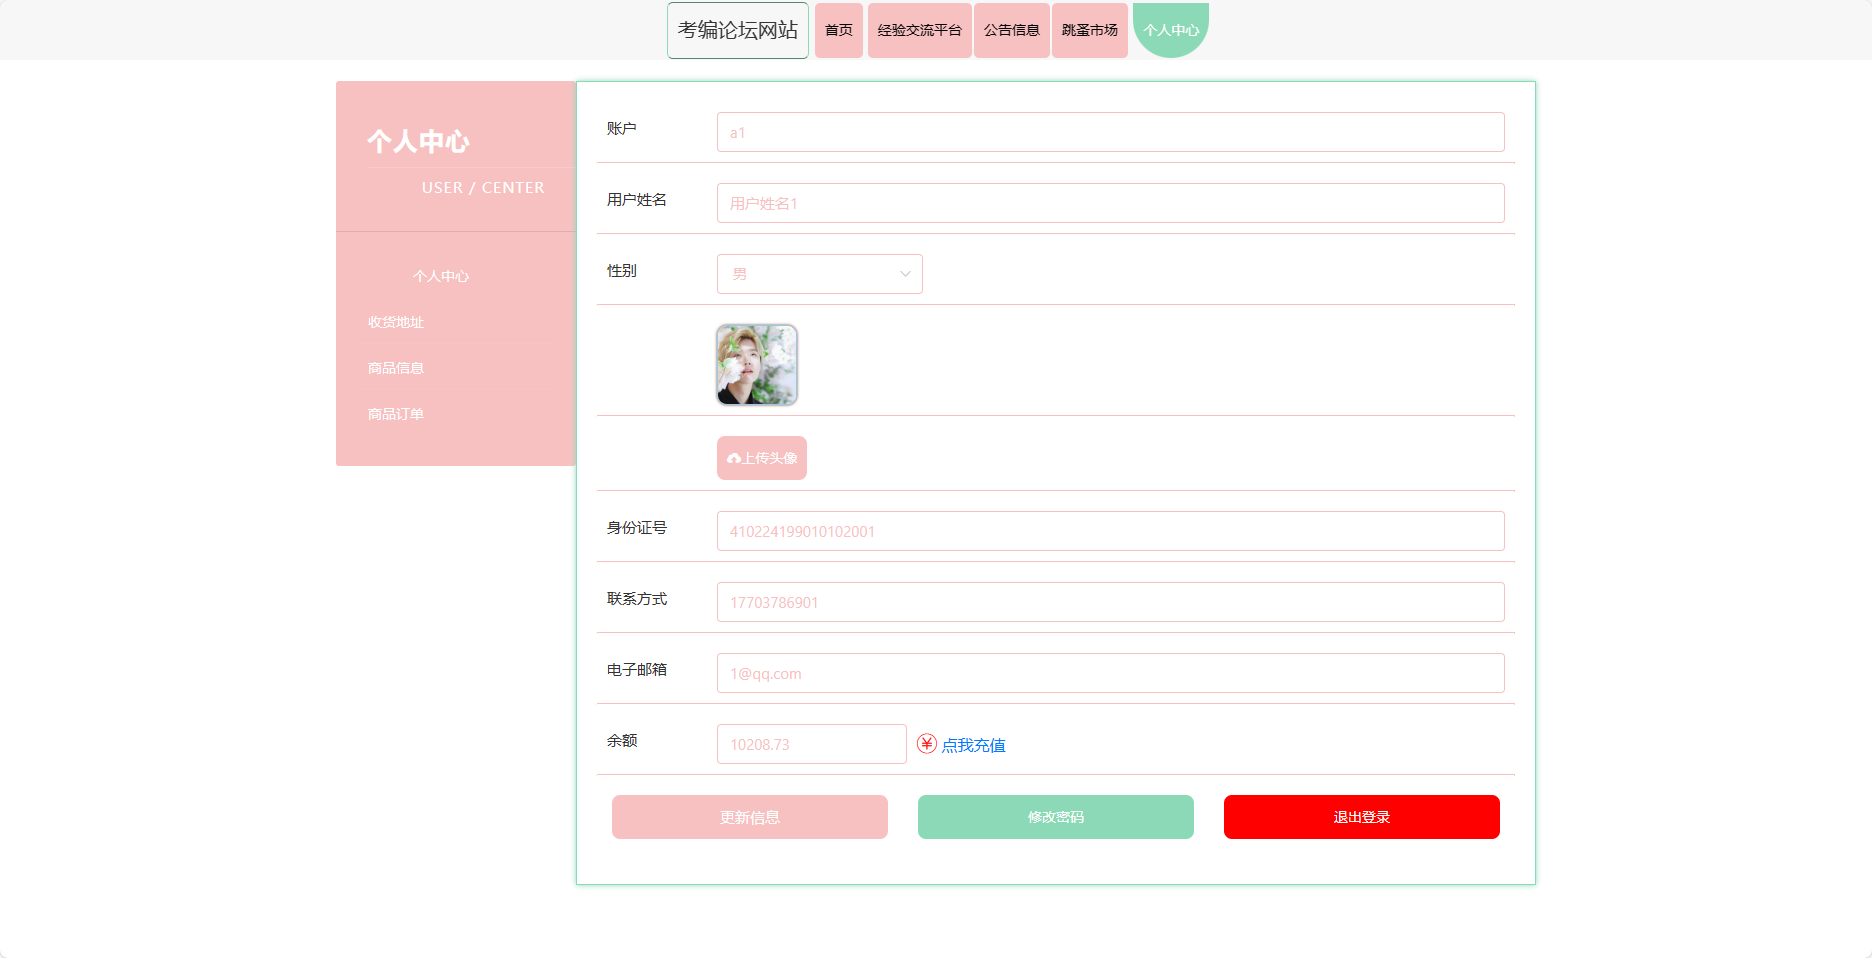 考编论坛网站 首页 经验交流平台 公告信息 跳蚤市场 个人中心
个人中心
USER / CENTER
个人中心
收货地址
商品信息
商品订单
账户 a1
用户姓名 用户姓名1
性别 男
上传头像
身份证号 410224199010102001
联系方式 17703786901
电子邮箱 1@qq.com
余额 10208.73 ¥ 点我充值
更新信息 修改密码 退出登录